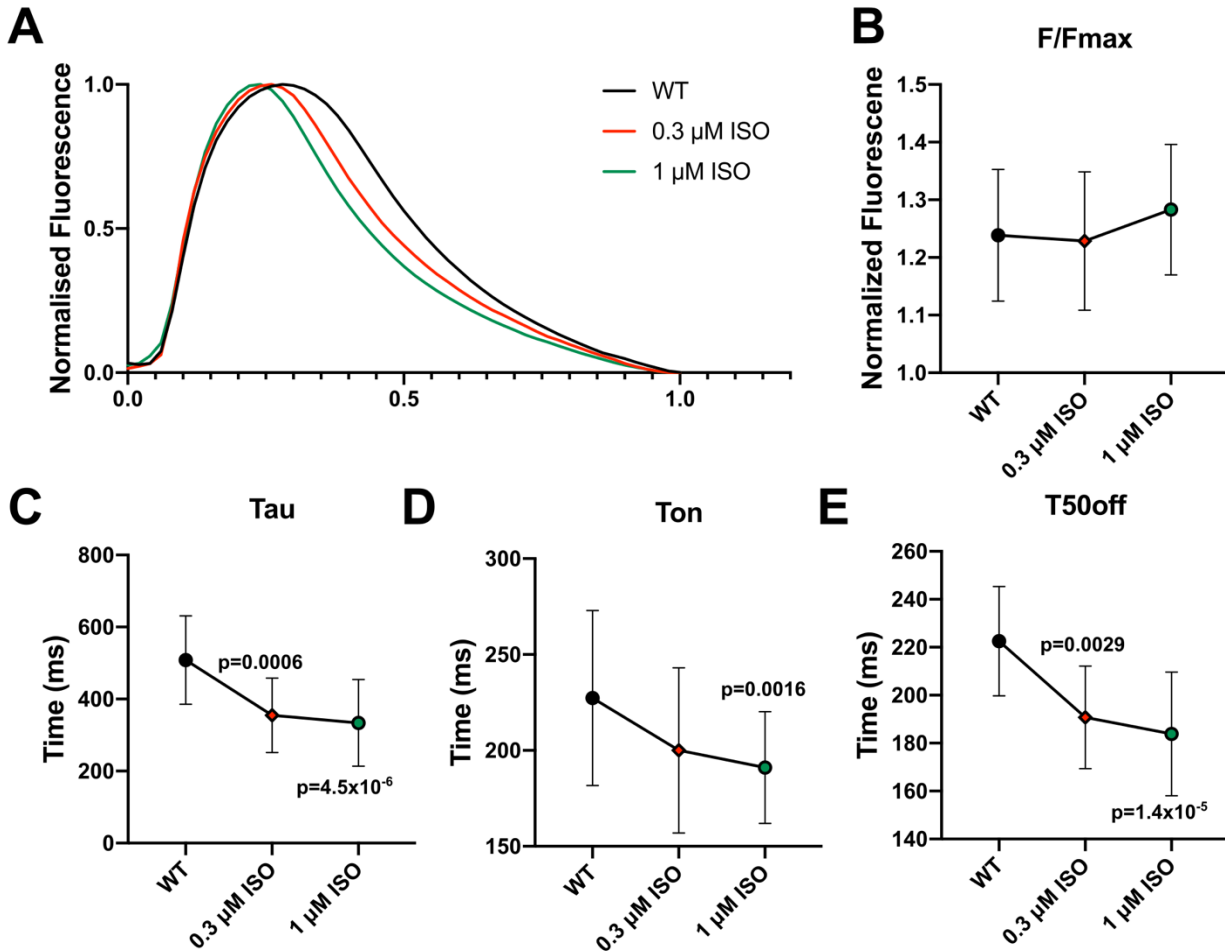 A
Normalised Fluorescence
1.0
0.5
0.0
0.0
0.5
1.0
WT
0.3 µM ISO
1 µM ISO
B
F/Fmax
Normalized Fluorescene
1.5
1.4
1.3
1.2
1.1
1.0
WT
0.3 µM ISO
1 µM ISO
C
Tau
Time (ms)
800
600
400
200
0
p=0.0006
p=4.5x10⁻⁶
WT
0.3 µM ISO
1 µM ISO
D
Ton
Time (ms)
300
250
200
150
p=0.0016
WT
0.3 µM ISO
1 µM ISO
E
T50off
Time (ms)
260
240
220
200
180
160
140
p=0.0029
p=1.4x10⁻⁵
WT
0.3 µM ISO
1 µM ISO